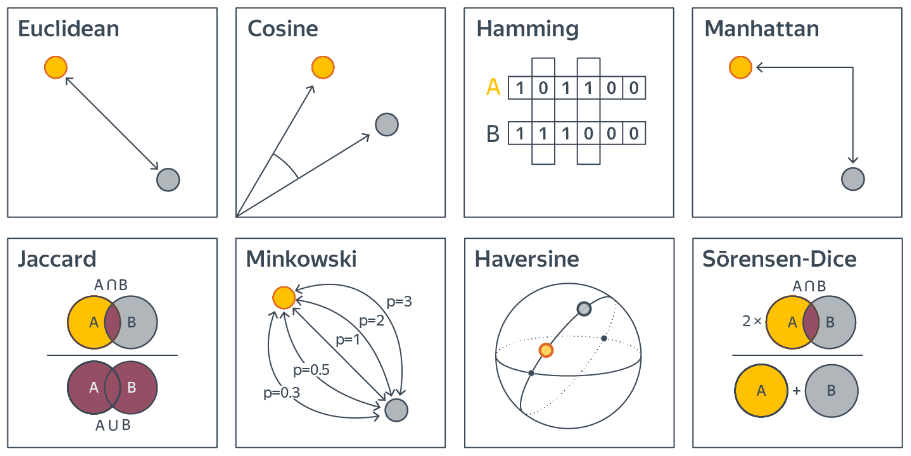 Euclidean
Cosine
Hamming
A 1 0 1 1 0 0
B 1 1 1 0 0 0
Manhattan
Jaccard
A∩B
A B
A B
A∪B
Minkowski
p=3
p=2
p=1
p=0.5
p=0.3
Haversine
Sōrensen-Dice
A∩B
2× A B
A + B